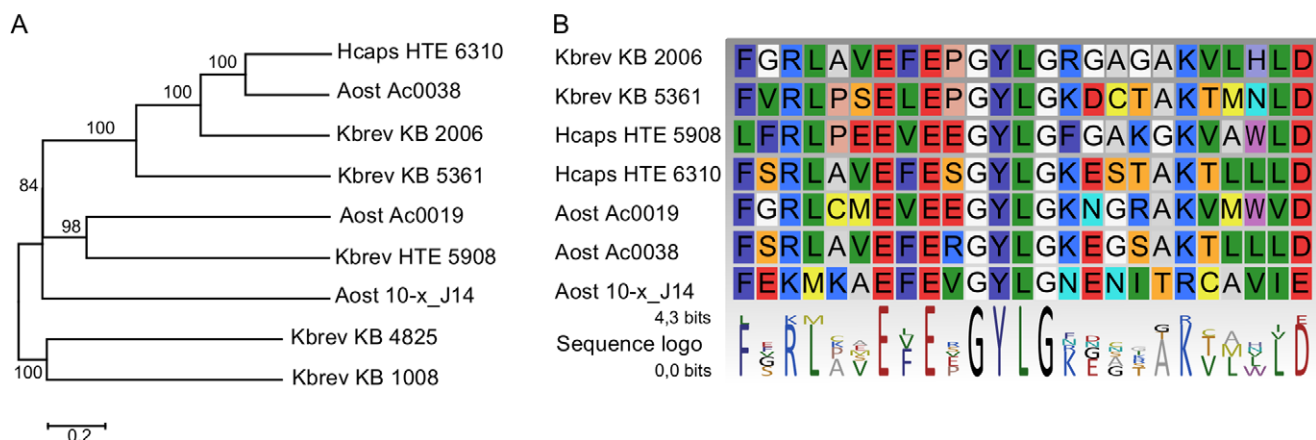 A
Hcaps HTE 6310
Aost Ac0038
Kbrev KB 2006
Kbrev KB 5361
Aost Ac0019
Kbrev HTE 5908
Aost 10-x_J14
Kbrev KB 4825
Kbrev KB 1008
100
100
100
84
98
100
0.2
B
Kbrev KB 2006 FGRLAVEFEPGYLGRGAGAKVLHLD
Kbrev KB 5361 FVRLPSELEPGYLGKDCTAKTMNLD
Hcaps HTE 5908 LFRLPEEVEEGYLGFGAKGKVAWLD
Hcaps HTE 6310 FSRLAVEFESGYLGKESTAKTLLLD
Aost Ac0019 FGRLCMEVEEGYLGKNGRAKVMWVD
Aost Ac0038 FSRLAVEFERGYLGKEGSAKTLLLD
Aost 10-x_J14 FEKMKAEFEVGYLGNENITRCAVIE
4,3 bits
Sequence logo
0,0 bits